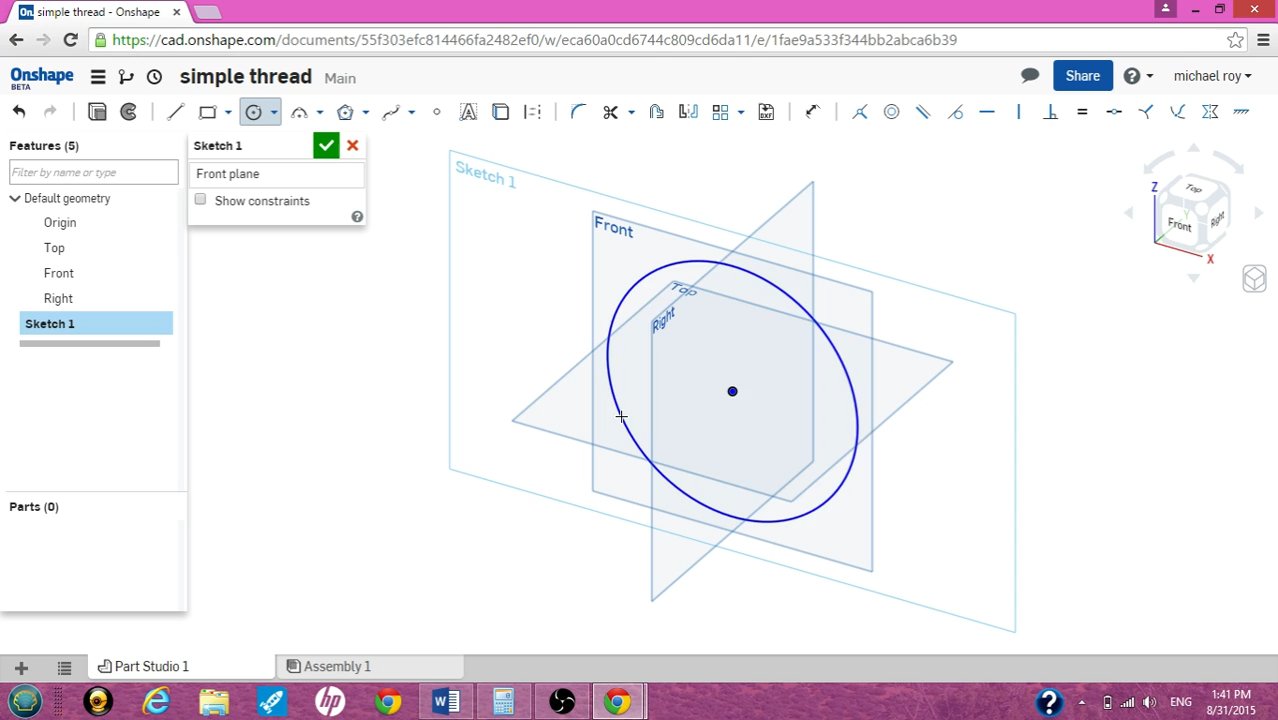 simple thread - Onshape
https://cad.onshape.com/documents/55f303efc814466fa2482ef0/w/eca60a0cd6744c809cd6da11/e/1fae9a533f344bb2abca6b39
Onshape
BETA
simple thread Main
Share
michael roy
Features (5)
Filter by name or type
Default geometry
Origin
Top
Front
Right
Sketch 1
Parts (0)
Sketch 1
Front plane
Show constraints
Sketch 1
Front
Top
Right
Z
Top
Y
Front
Right
X
Part Studio 1
Assembly 1
ENG
1:41 PM
8/31/2015